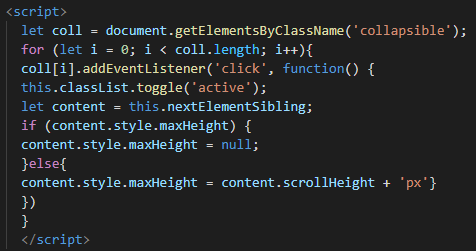 <script>
let coll = document.getElementsByClassName('collapsible');
for (let i = 0; i < coll.length; i++){
coll[i].addEventListener('click', function() {
this.classList.toggle('active');
let content = this.nextElementSibling;
if (content.style.maxHeight) {
content.style.maxHeight = null;
}else{
content.style.maxHeight = content.scrollHeight + 'px'}
})
}
</script>